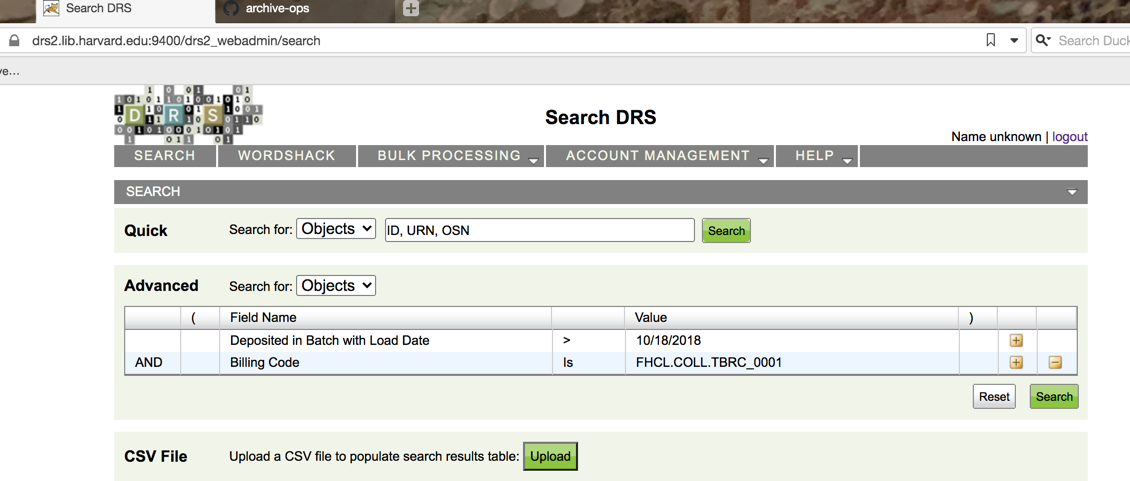 Search DRS
archive-ops
drs2.lib.harvard.edu:9400/drs2_webadmin/search
Search Duck
ve…
D R S
Search DRS
Name unknown | logout
SEARCH WORDSHACK BULK PROCESSING ACCOUNT MANAGEMENT HELP
SEARCH
Quick Search for: Objects ID, URN, OSN Search
Advanced Search for: Objects
( Field Name Value )
Deposited in Batch with Load Date > 10/18/2018
AND Billing Code Is FHCL.COLL.TBRC_0001
Reset Search
CSV File Upload a CSV file to populate search results table: Upload